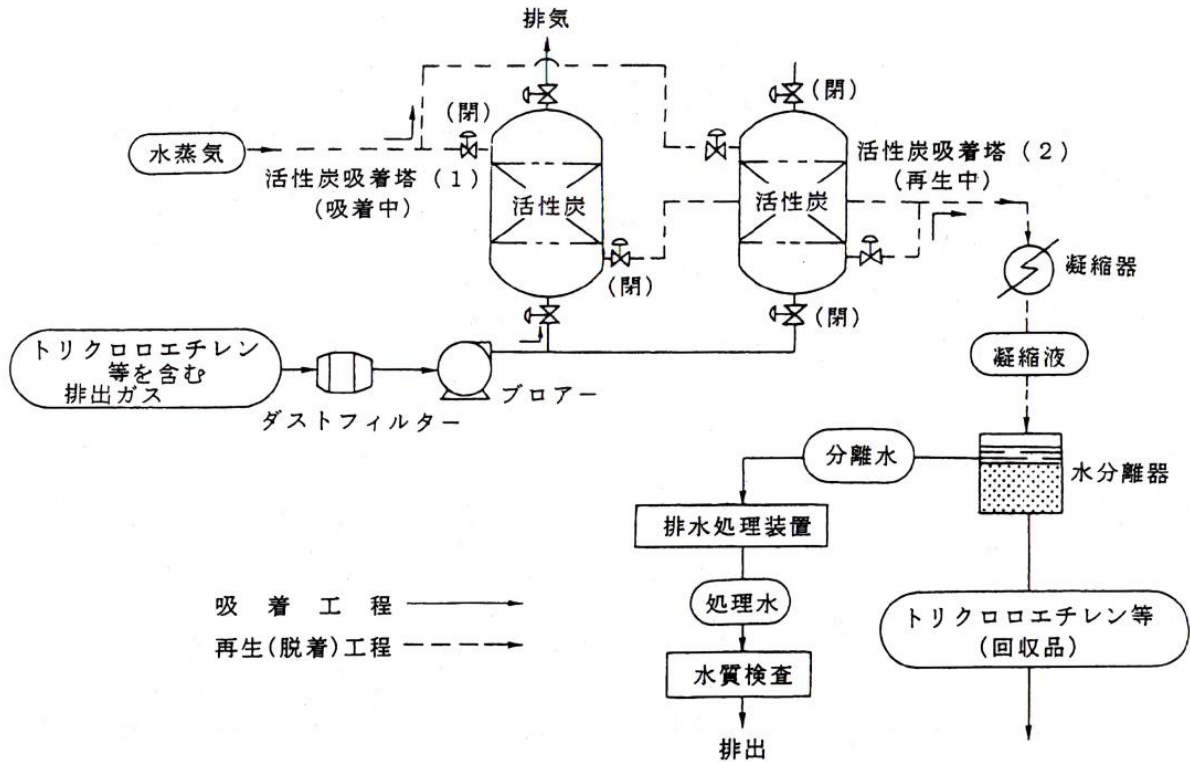 排気
(閉)
(閉)
水蒸気
活性炭吸着塔(1)
(吸着中)
活性炭
活性炭
活性炭吸着塔(2)
(再生中)
(閉)
(閉)
凝縮器
トリクロロエチレン
等を含む
排出ガス
ダストフィルター
ブロアー
凝縮液
分離水
水分離器
排水処理装置
吸着工程
再生(脱着)工程
処理水
水質検査
排出
トリクロロエチレン等
(回収品)